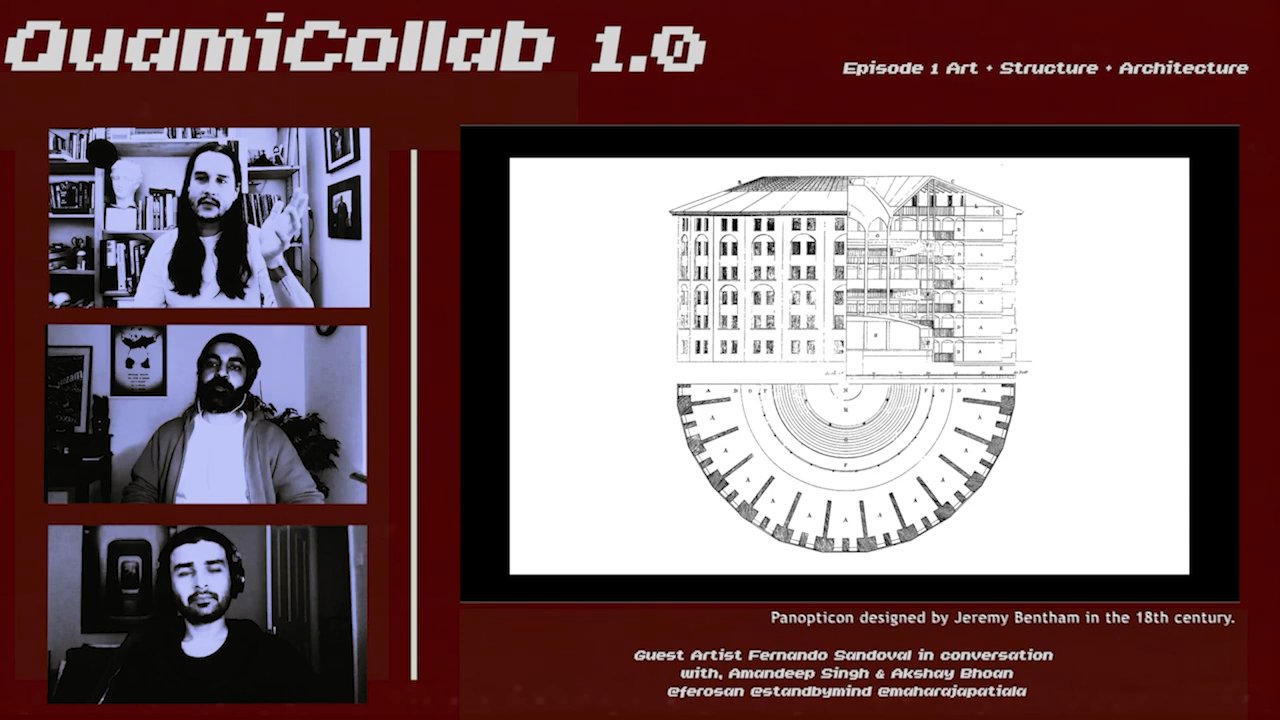 QuamiCollab 1.0
Episode 1 Art • Structure • Architecture
Panopticon designed by Jeremy Bentham in the 18th century.
Guest Artist Fernando Sandoval in conversation
with, Amandeep Singh & Akshay Bhoan
@ferosan @standbymind @maharajapatiala